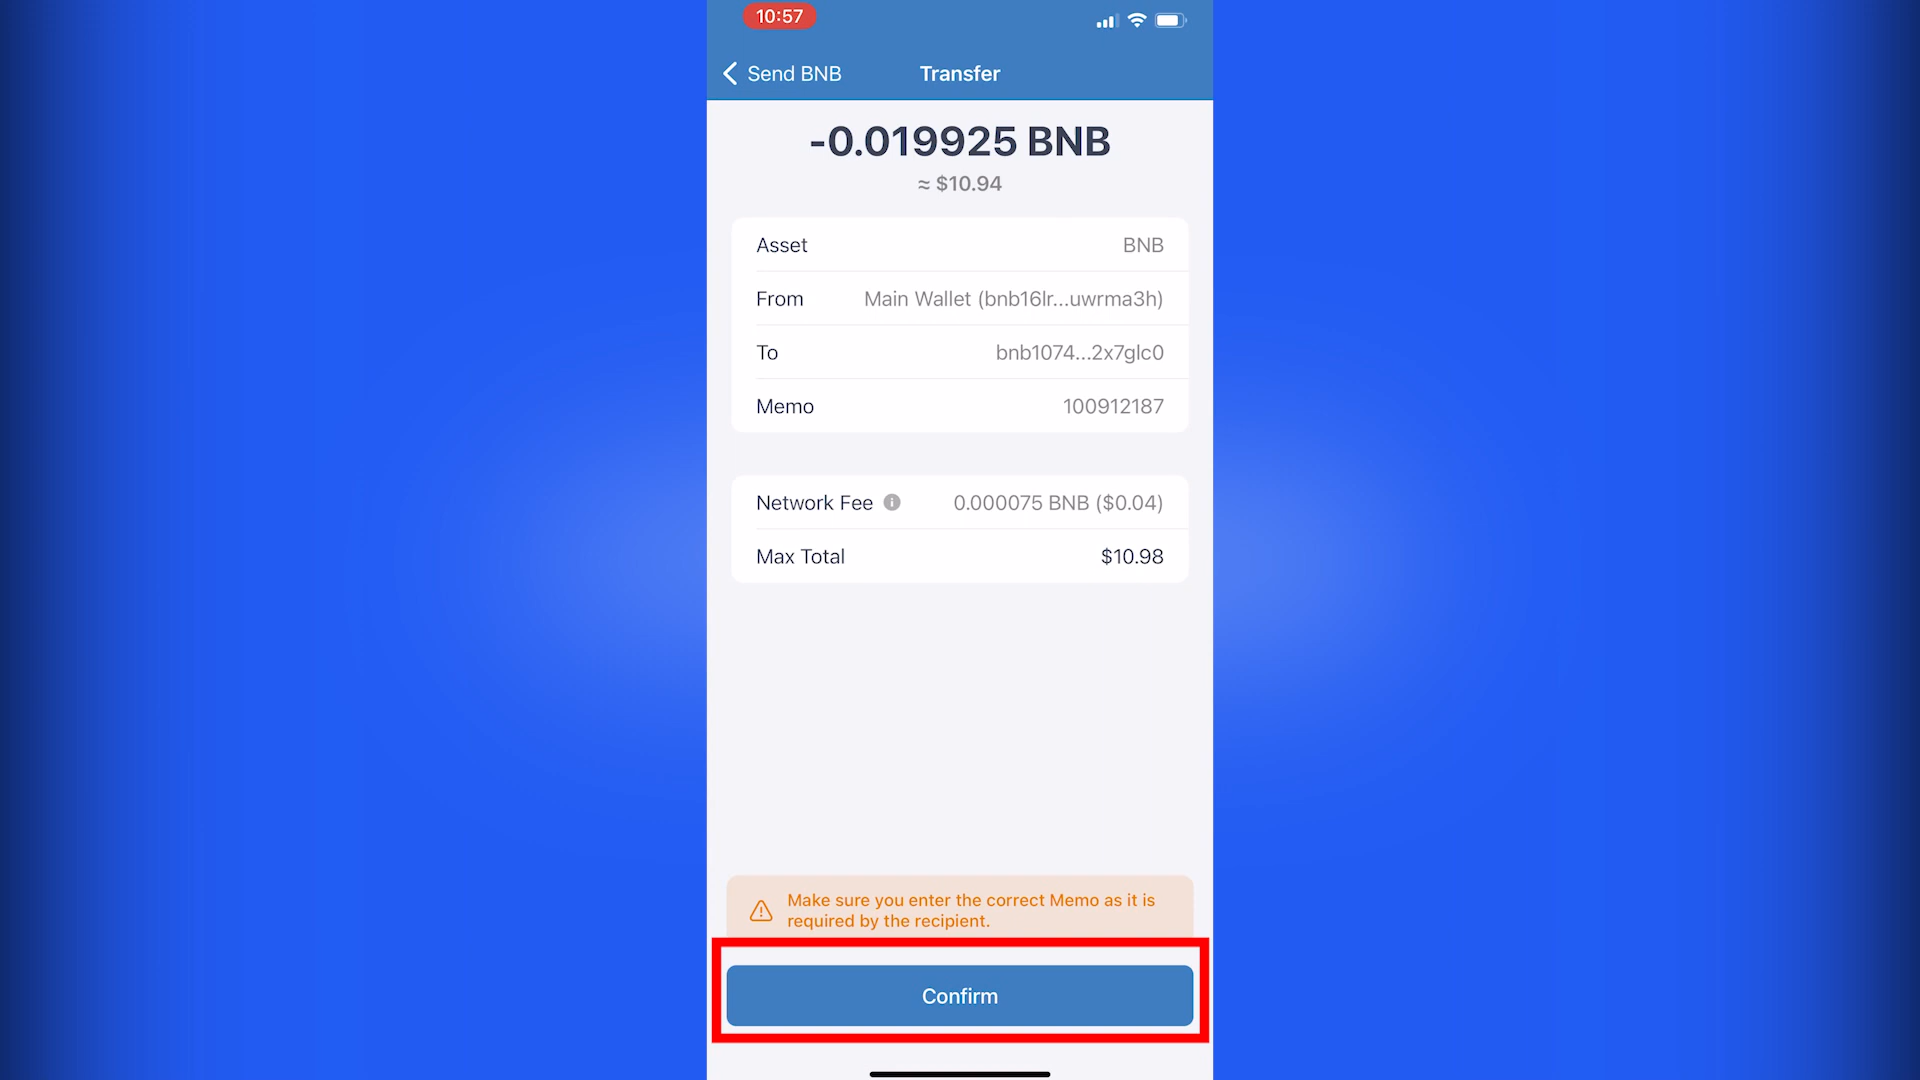 10:57
Send BNB
Transfer
-0.019925 BNB
≈ $10.94
Asset BNB
From Main Wallet (bnb16lr...uwrma3h)
To bnb1074...2x7glc0
Memo 100912187
Network Fee 0.000075 BNB ($0.04)
Max Total $10.98
Make sure you enter the correct Memo as it is
required by the recipient.
Confirm